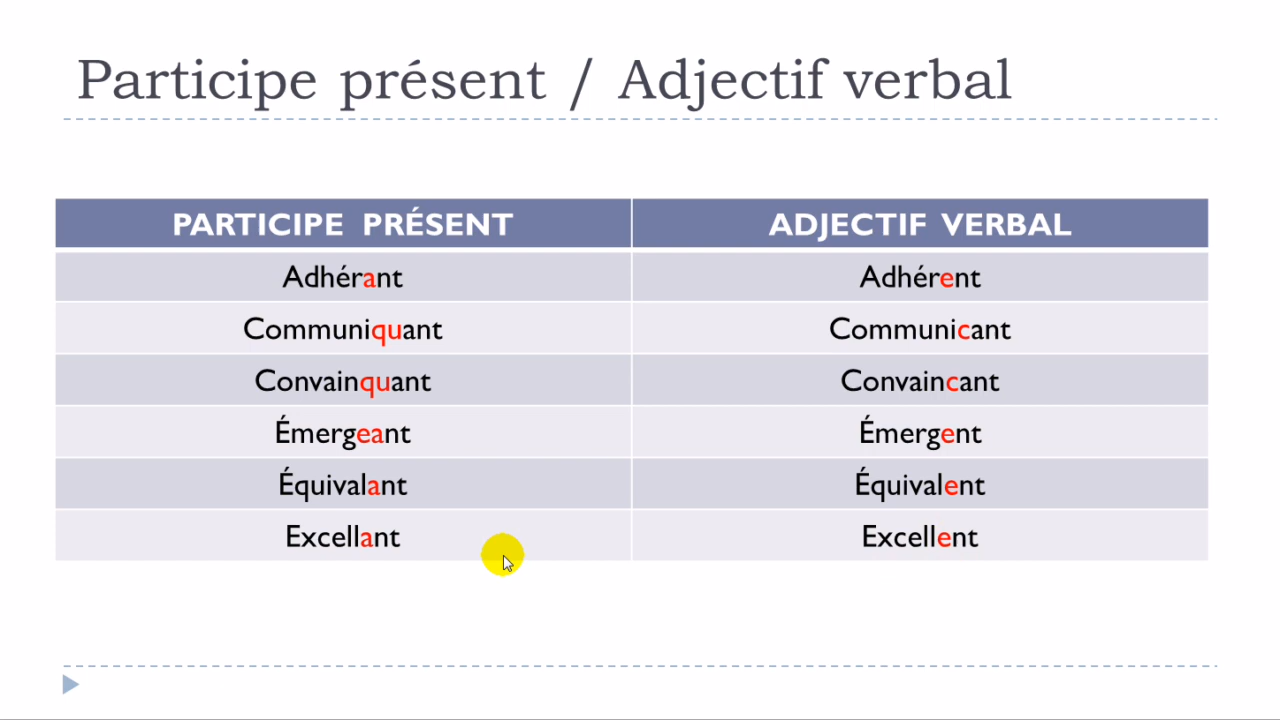 Participe présent / Adjectif verbal
PARTICIPE PRÉSENT ADJECTIF VERBAL
Adhérant Adhérent
Communiquant Communicant
Convainquant Convaincant
Émergeant Émergent
Équivalant Équivalent
Excellant Excellent